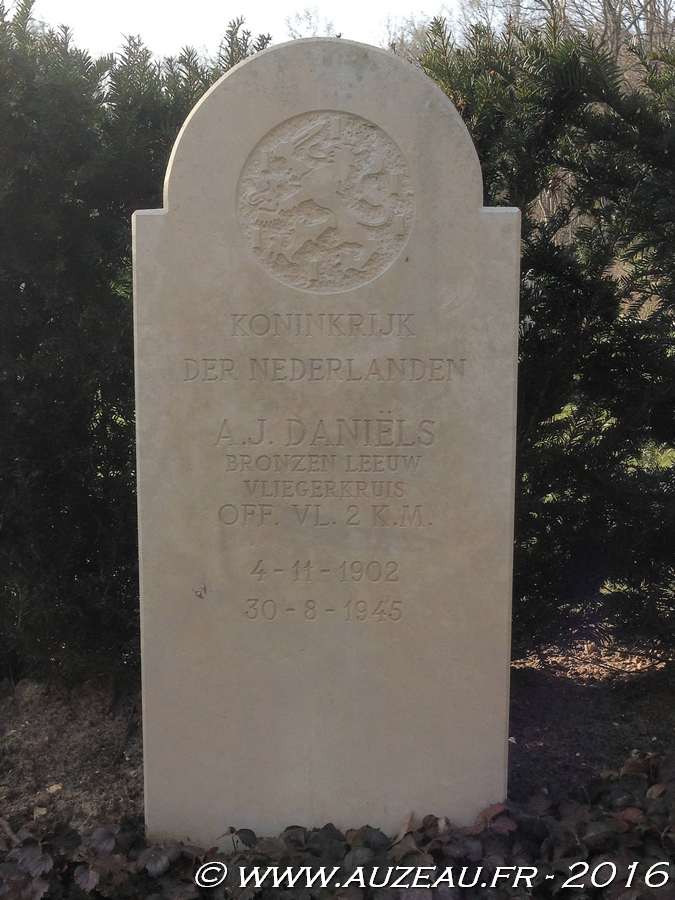 KONINKRIJK
DER NEDERLANDEN
A.J. DANIËLS
BRONZEN LEEUW
VLIEGERKRUIS
OFF. VL. 2 K.M.
4-11-1902
30-8-1945
© WWW.AUZEAU.FR - 2016